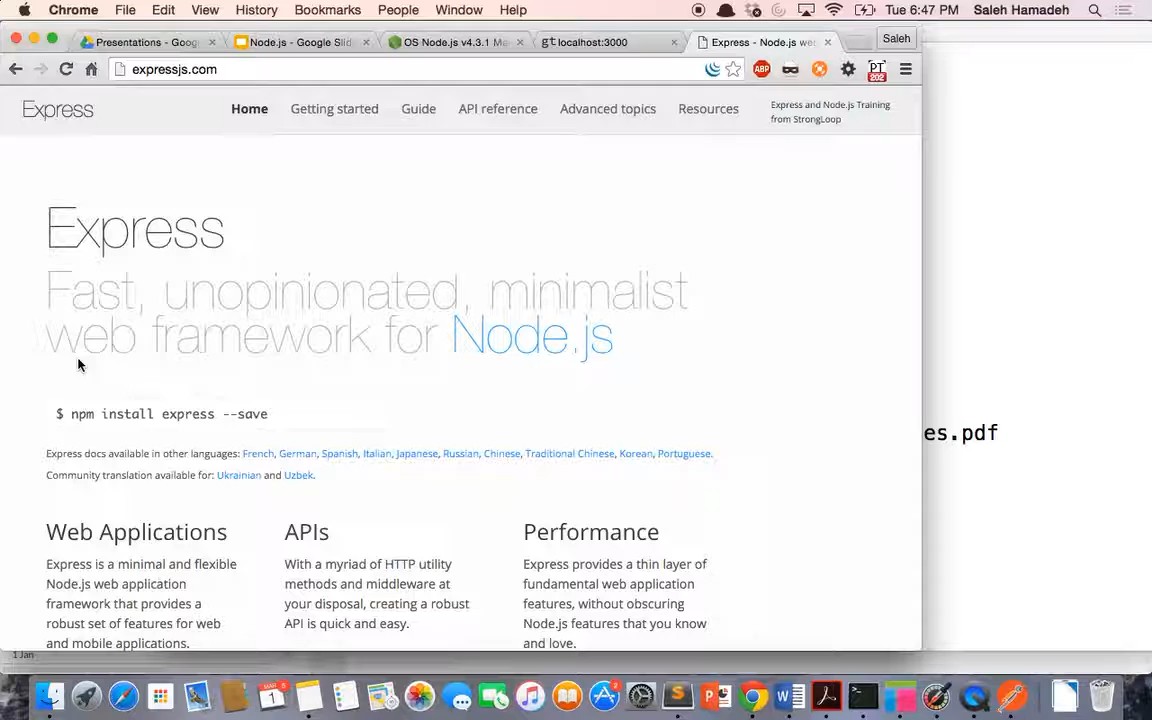 Chrome File Edit View History Bookmarks People Window Help Tue 6:47 PM Saleh Hamadeh
Presentations - Goog Node.js - Google Slid OS Node.js v4.3.1 M localhost:3000 Express - Node.js we Saleh
expressjs.com ABP PT 202
Express Home Getting started Guide API reference Advanced topics Resources Express and Node.js Training
from StrongLoop
Express
Fast, unopinionated, minimalist
web framework for Node.js
$ npm install express --save
es.pdf
Express docs available in other languages: French, German, Spanish, Italian, Japanese, Russian, Chinese, Traditional Chinese, Korean, Portuguese.
Community translation available for: Ukrainian and Uzbek.
Web Applications
Express is a minimal and flexible
Node.js web application
framework that provides a
robust set of features for web
and mobile applications.
APIs
With a myriad of HTTP utility
methods and middleware at
your disposal, creating a robust
API is quick and easy.
Performance
Express provides a thin layer of
fundamental web application
features, without obscuring
Node.js features that you know
and love.
1 Jan